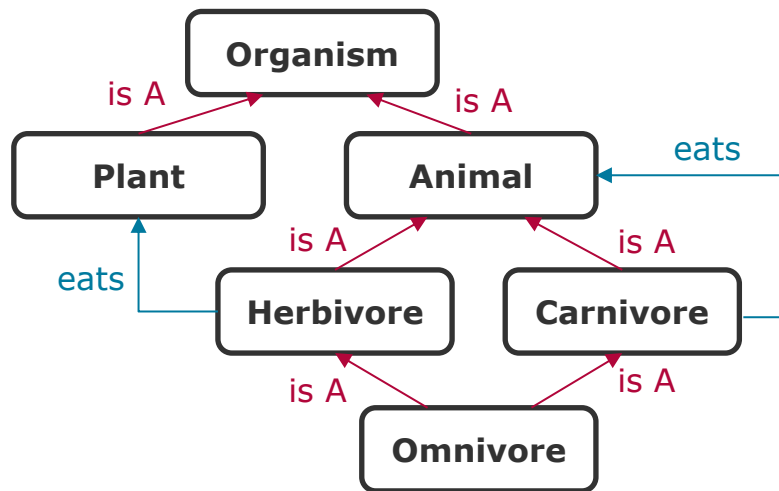 Organism
is A
is A
Plant
Animal
eats
is A
is A
eats
Herbivore
Carnivore
is A
is A
Omnivore